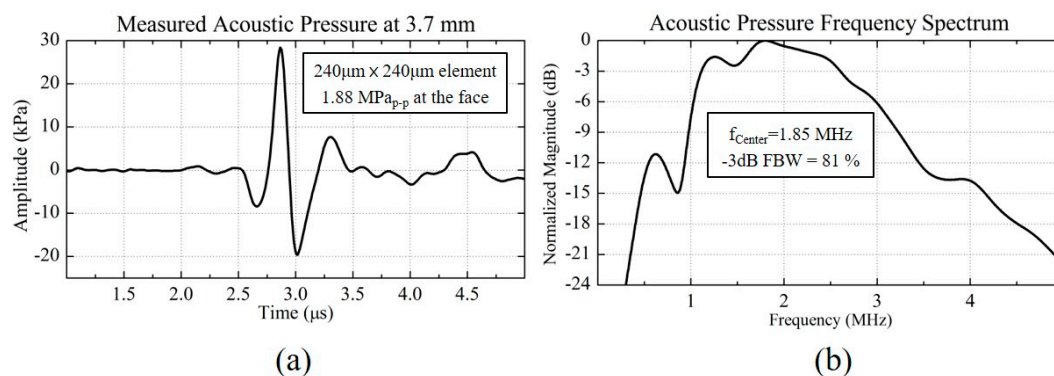 Measured Acoustic Pressure at 3.7 mm
30
20
10
0
-10
-20
Amplitude (kPa)
240μm x 240μm element
1.88 MPap-p at the face
1.5 2.0 2.5 3.0 3.5 4.0 4.5
Time (μs)
(a)
Acoustic Pressure Frequency Spectrum
0
-3
-6
-9
-12
-15
-18
-21
-24
Normalized Magnitude (dB)
fCenter=1.85 MHz
-3dB FBW = 81 %
1 2 3 4
Frequency (MHz)
(b)